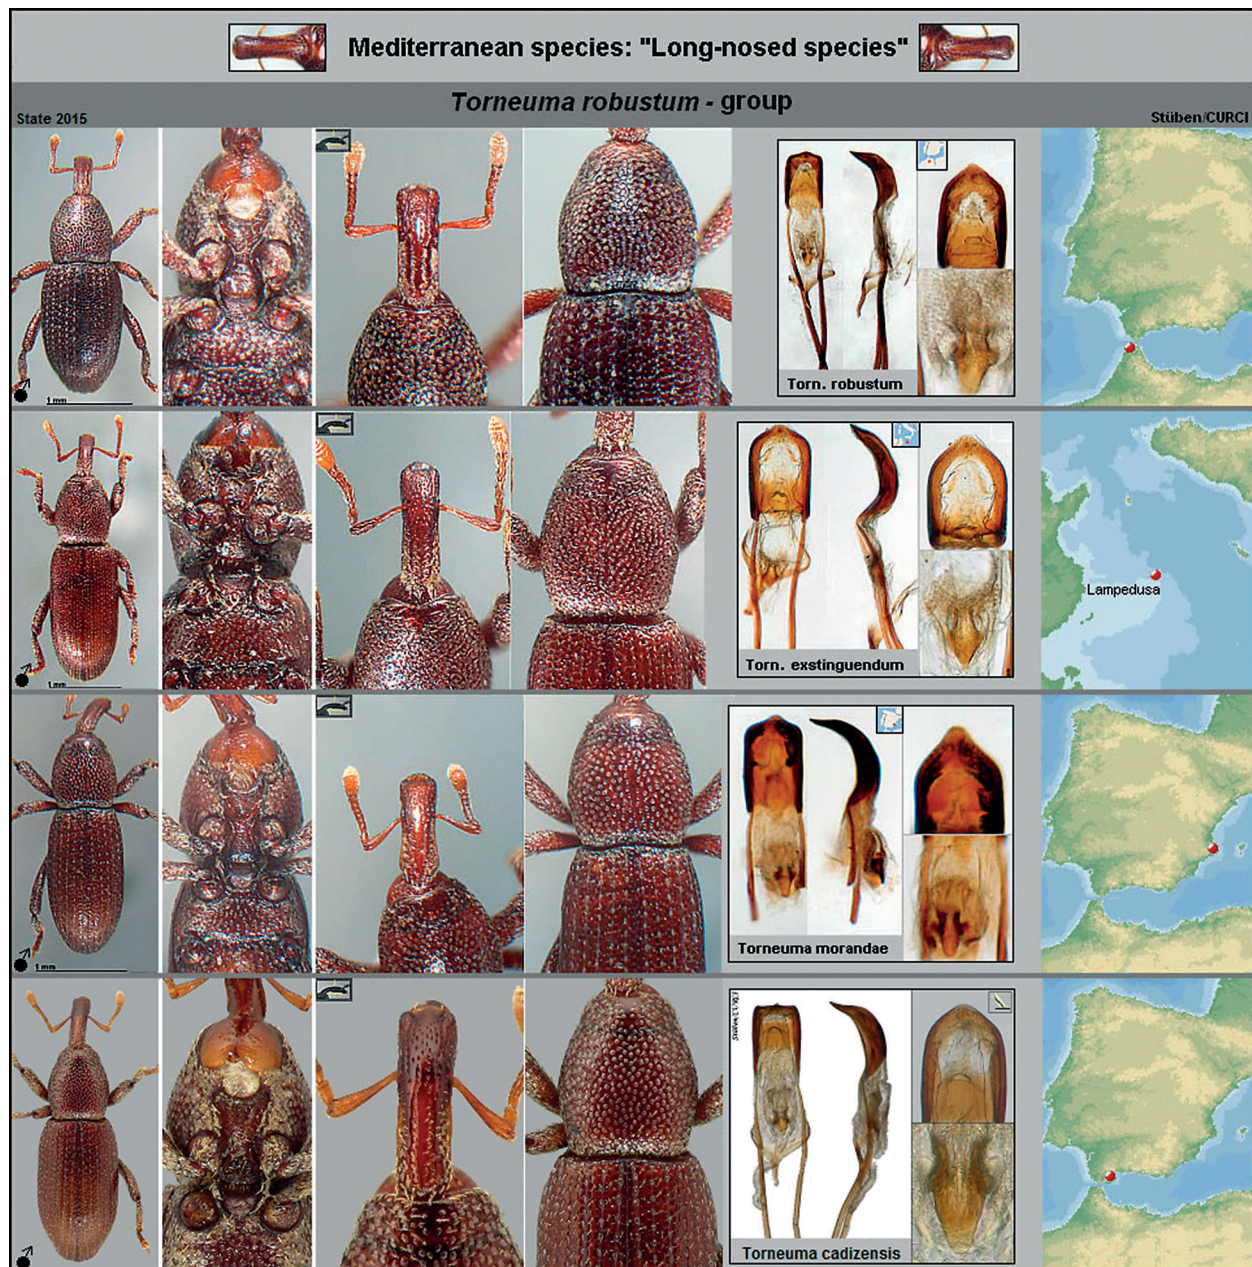 Mediterranean species: "Long-nosed species"
Torneuma robustum - group
State 2015
Stüben/CURCI
1 mm
Torn. robustum
1 mm
Torn. exstinguendum
Lampedusa
1 mm
Torneuma morandae
Torneuma cadizensis